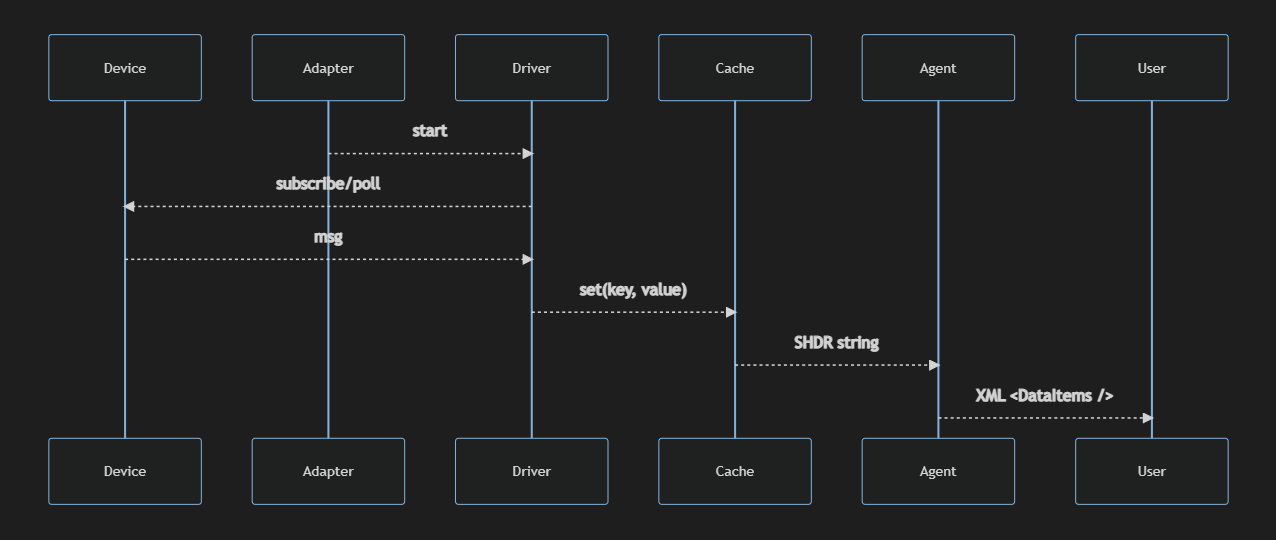 Device
Adapter
Driver
Cache
Agent
User
start
subscribe/poll
msg
set(key, value)
SHDR string
XML <DataItems />
Device
Adapter
Driver
Cache
Agent
User